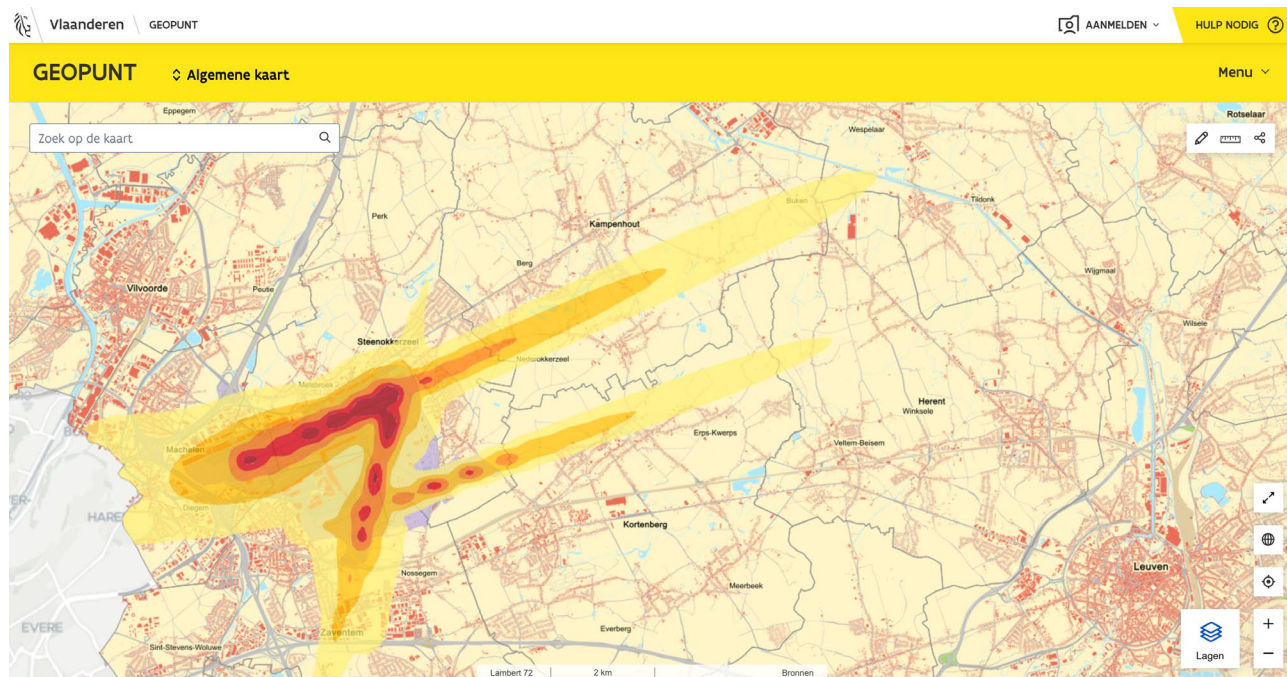 Vlaanderen GEOPUNT AANMELDEN HULP NODIG
GEOPUNT Algemene kaart Menu
Eppegem
Rotselaar
Zoek op de kaart
Wespelaar
Perk
Buken
Tildonk
Kampenhout
Berg
Wijgmaal
Vilvoorde
Peutie
Wilsele
Steenokkerzeel
Nederokkerzeel
Melsbroek
Herent
Winksele
Erps-Kwerps
Veltem-Beisem
Machelen
Diegem
HAREN
Kortenberg
Leuven
Nossegem
Meerbeek
EVERE
Everberg
Zaventem
Sint-Stevens-Woluwe
Lagen
Lambert 72 2 km Bronnen